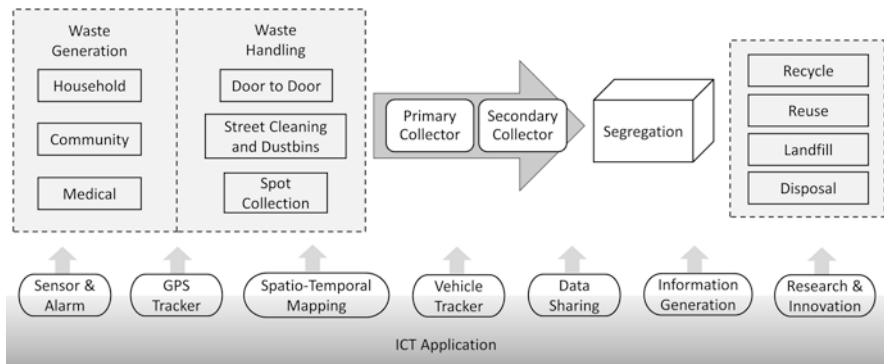 Waste
Generation
Household
Community
Medical
Waste
Handling
Door to Door
Street Cleaning
and Dustbins
Spot
Collection
Primary
Collector
Secondary
Collector
Segregation
Recycle
Reuse
Landfill
Disposal
Sensor &
Alarm
GPS
Tracker
Spatio-Temporal
Mapping
Vehicle
Tracker
Data
Sharing
Information
Generation
Research &
Innovation
ICT Application